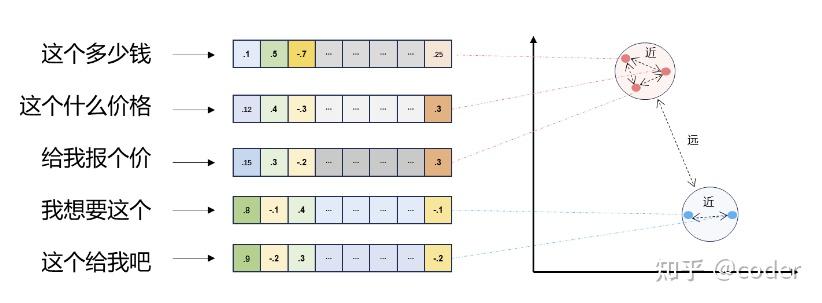 这个多少钱 .1 .5 -.7 ... ... ... ... .25
这个什么价格 .12 .4 -.3 ... ... ... ... .3
给我报个价 .15 .3 -.2 ... ... ... ... .3
我想要这个 .8 -.1 .4 ... ... ... ... -.1
这个给我吧 .9 -.2 .3 ... ... ... ... -.2
近
远
近
知乎 @coder